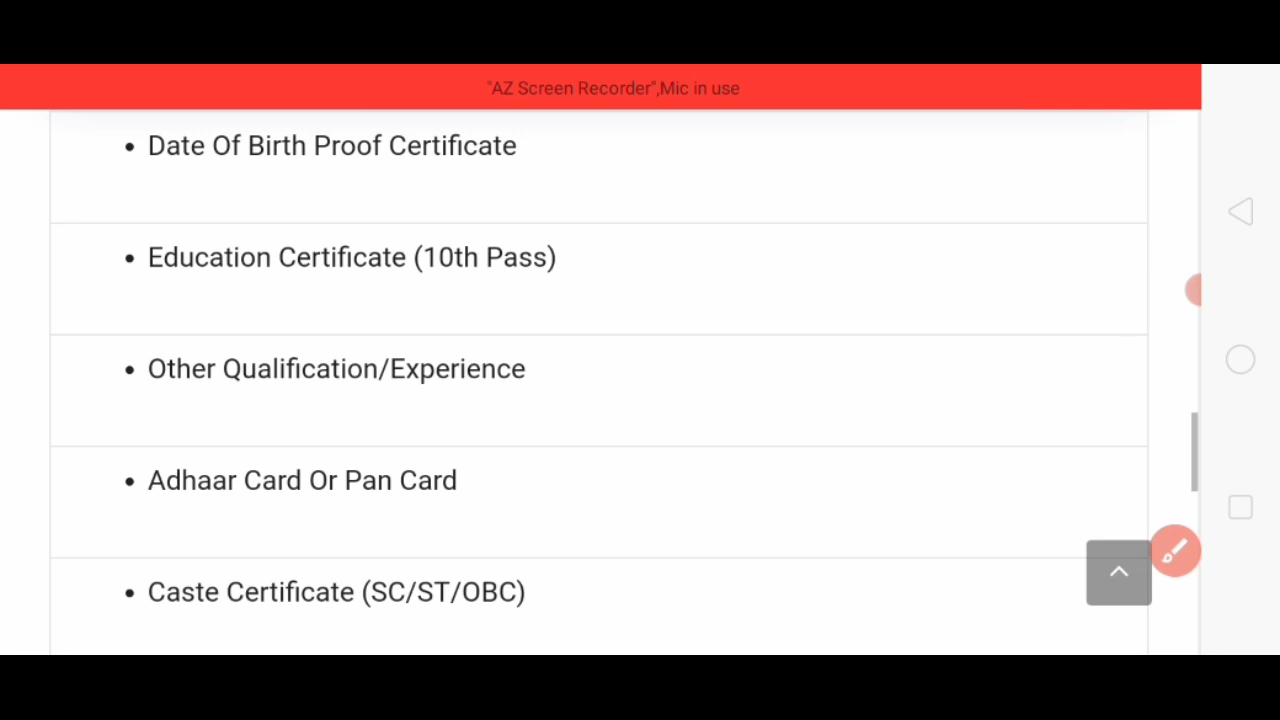 "AZ Screen Recorder",Mic in use
• Date Of Birth Proof Certificate
• Education Certificate (10th Pass)
• Other Qualification/Experience
• Adhaar Card Or Pan Card
• Caste Certificate (SC/ST/OBC)